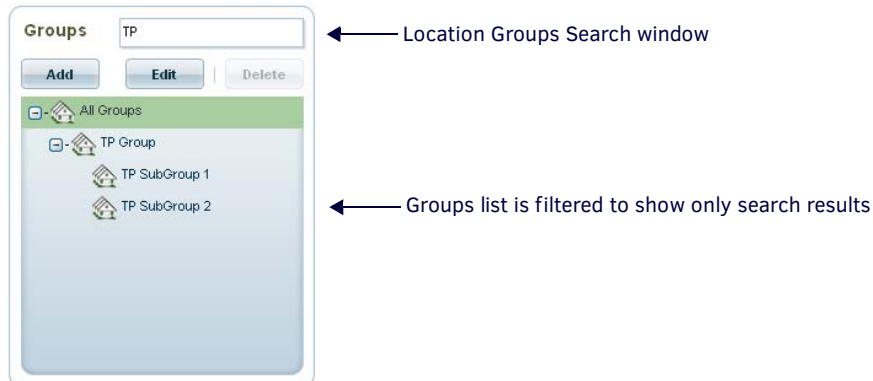 Groups TP
Location Groups Search window
Add Edit Delete
All Groups
TP Group
TP SubGroup 1
TP SubGroup 2
Groups list is filtered to show only search results